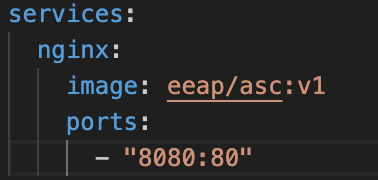 services:
  nginx:
    image: eeap/asc:v1
    ports:
      - "8080:80"